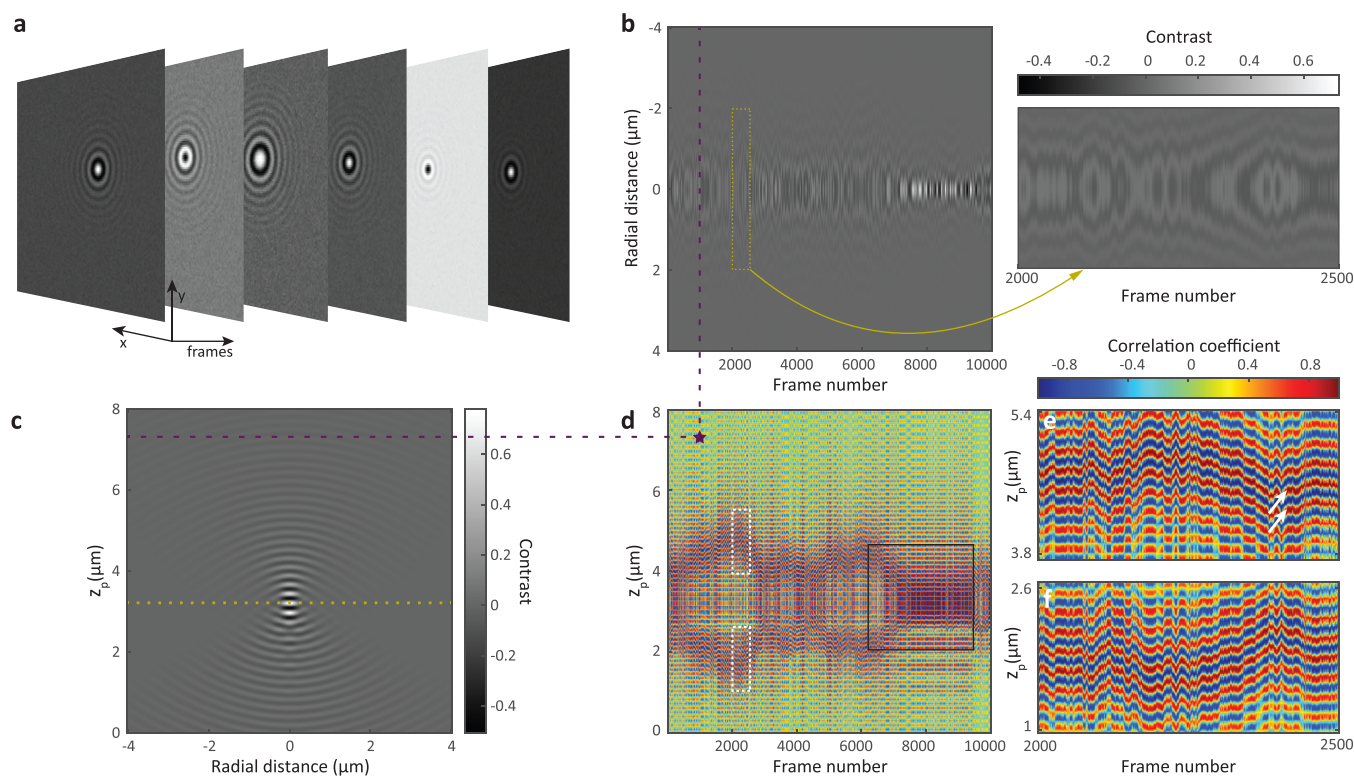 a
y
x
frames
b
Radial distance (µm)
-4
-2
0
2
4
2000 4000 6000 8000 10000
Frame number
Contrast
-0.4 -0.2 0 0.2 0.4 0.6
2000 2500
Frame number
c
z_p(µm)
8
6
4
2
0
-4 -2 0 2 4
Radial distance (µm)
0.6
0.4
0.2
0
-0.2
-0.4
Contrast
d
z_p(µm)
8
6
4
2
0
2000 4000 6000 8000 10000
Frame number
Correlation coefficient
-0.8 -0.4 0 0.4 0.8
e
5.4
z_p(µm)
3.8
f
2.6
z_p(µm)
1
2000 2500
Frame number